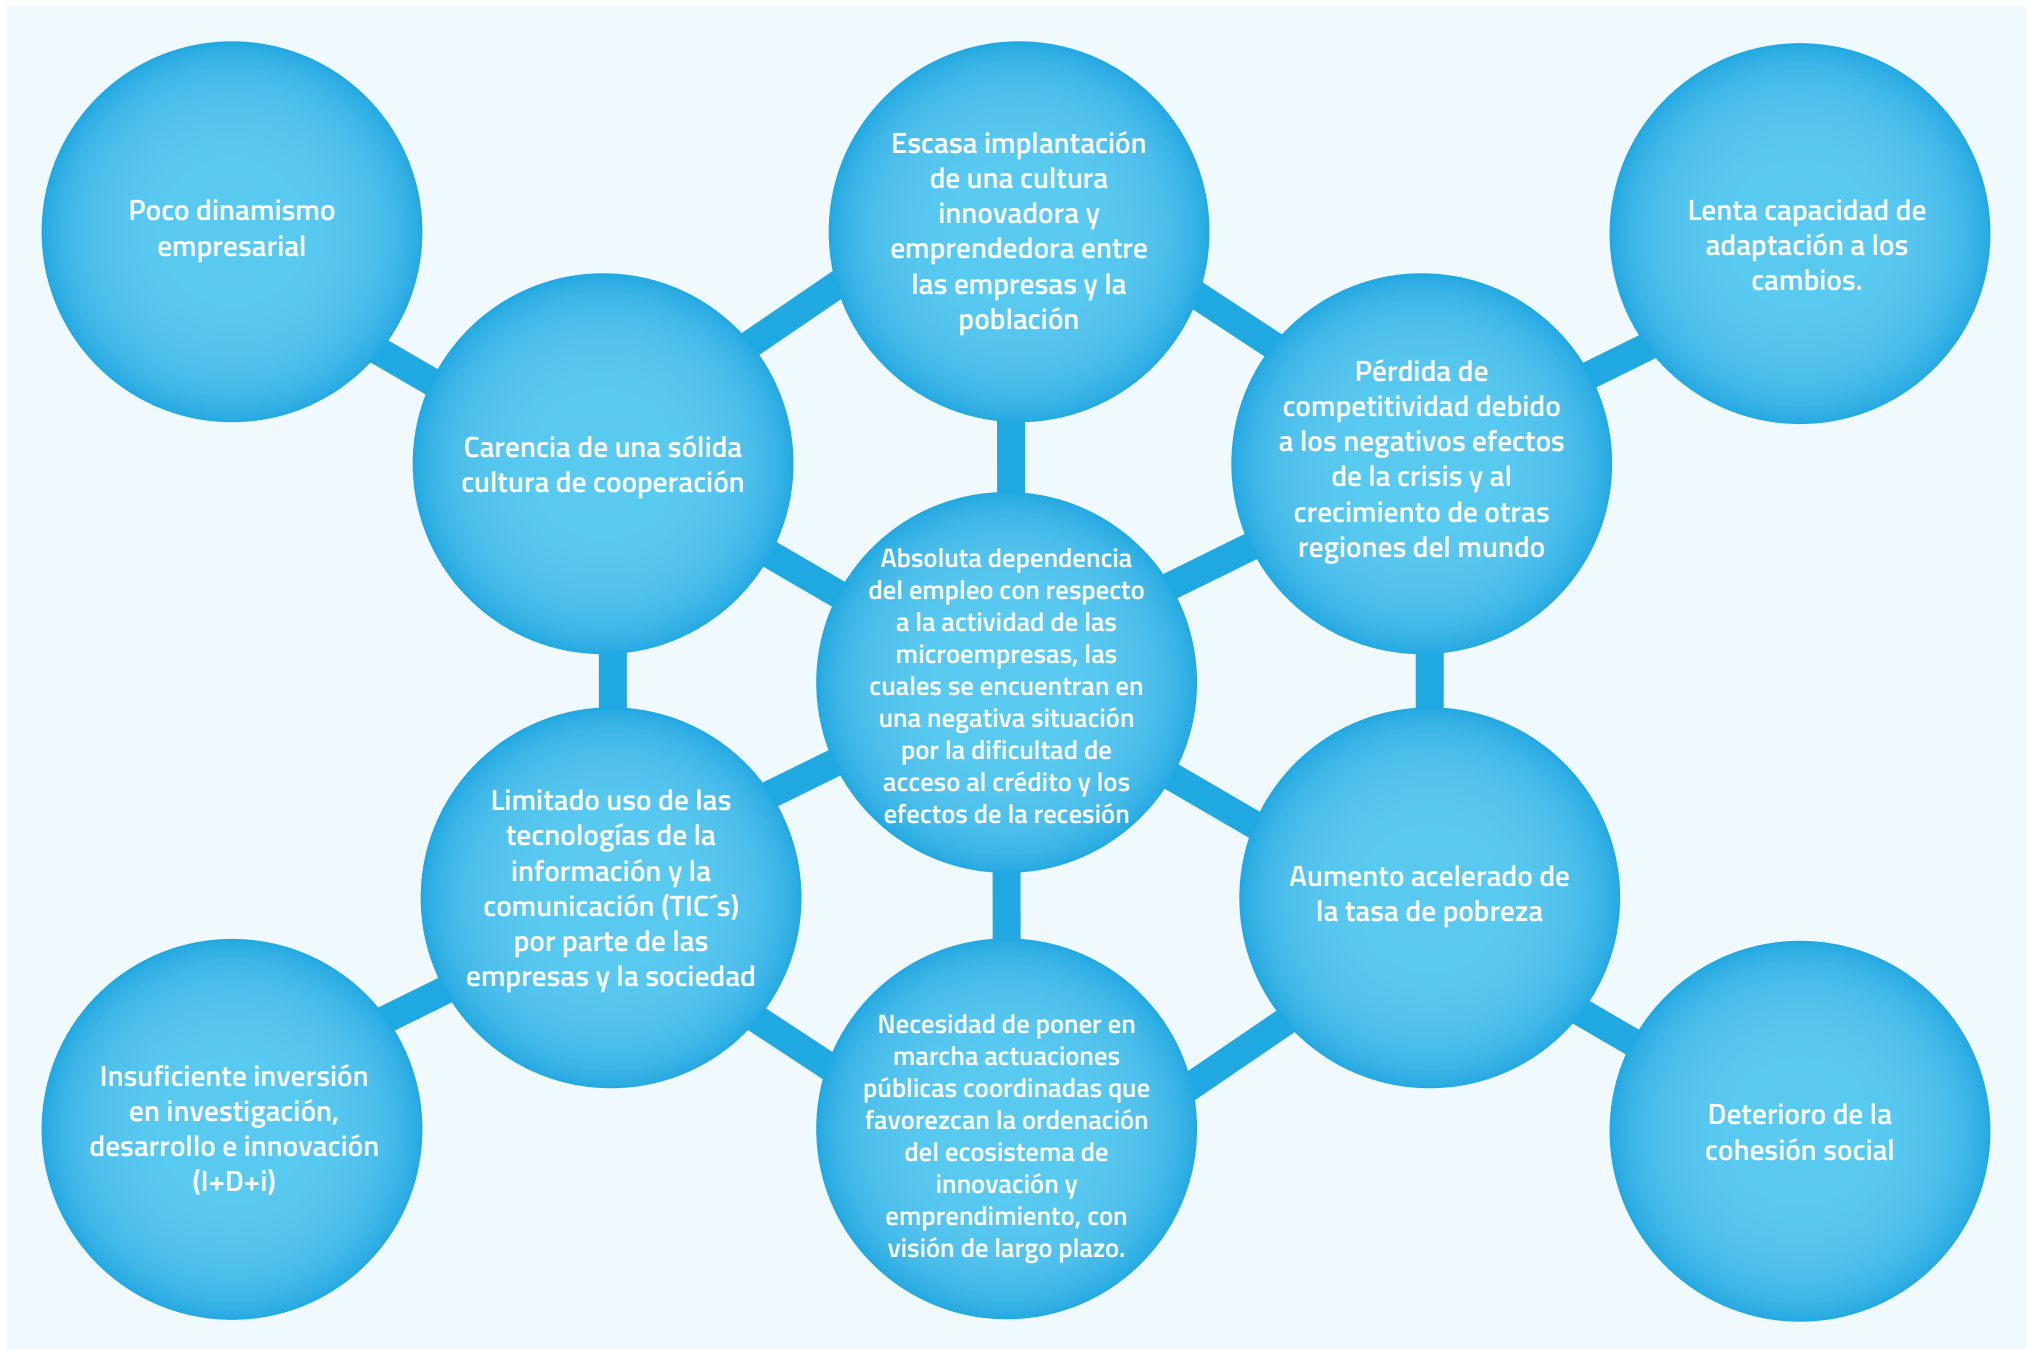 Poco dinamismo
empresarial
Escasa implantación
de una cultura
innovadora y
emprendedora entre
las empresas y la
población
Lenta capacidad de
adaptación a los
cambios.
Carencia de una sólida
cultura de cooperación
Pérdida de
competitividad debido
a los negativos efectos
de la crisis y al
crecimiento de otras
regiones del mundo
Absoluta dependencia
del empleo con respecto
a la actividad de las
microempresas, las
cuales se encuentran en
una negativa situación
por la dificultad de
acceso al crédito y los
efectos de la recesión
Limitado uso de las
tecnologías de la
información y la
comunicación (TIC´s)
por parte de las
empresas y la sociedad
Aumento acelerado de
la tasa de pobreza
Insuficiente inversión
en investigación,
desarrollo e innovación
(I+D+i)
Necesidad de poner en
marcha actuaciones
públicas coordinadas que
favorezcan la ordenación
del ecosistema de
innovación y
emprendimiento, con
visión de largo plazo.
Deterioro de la
cohesión social